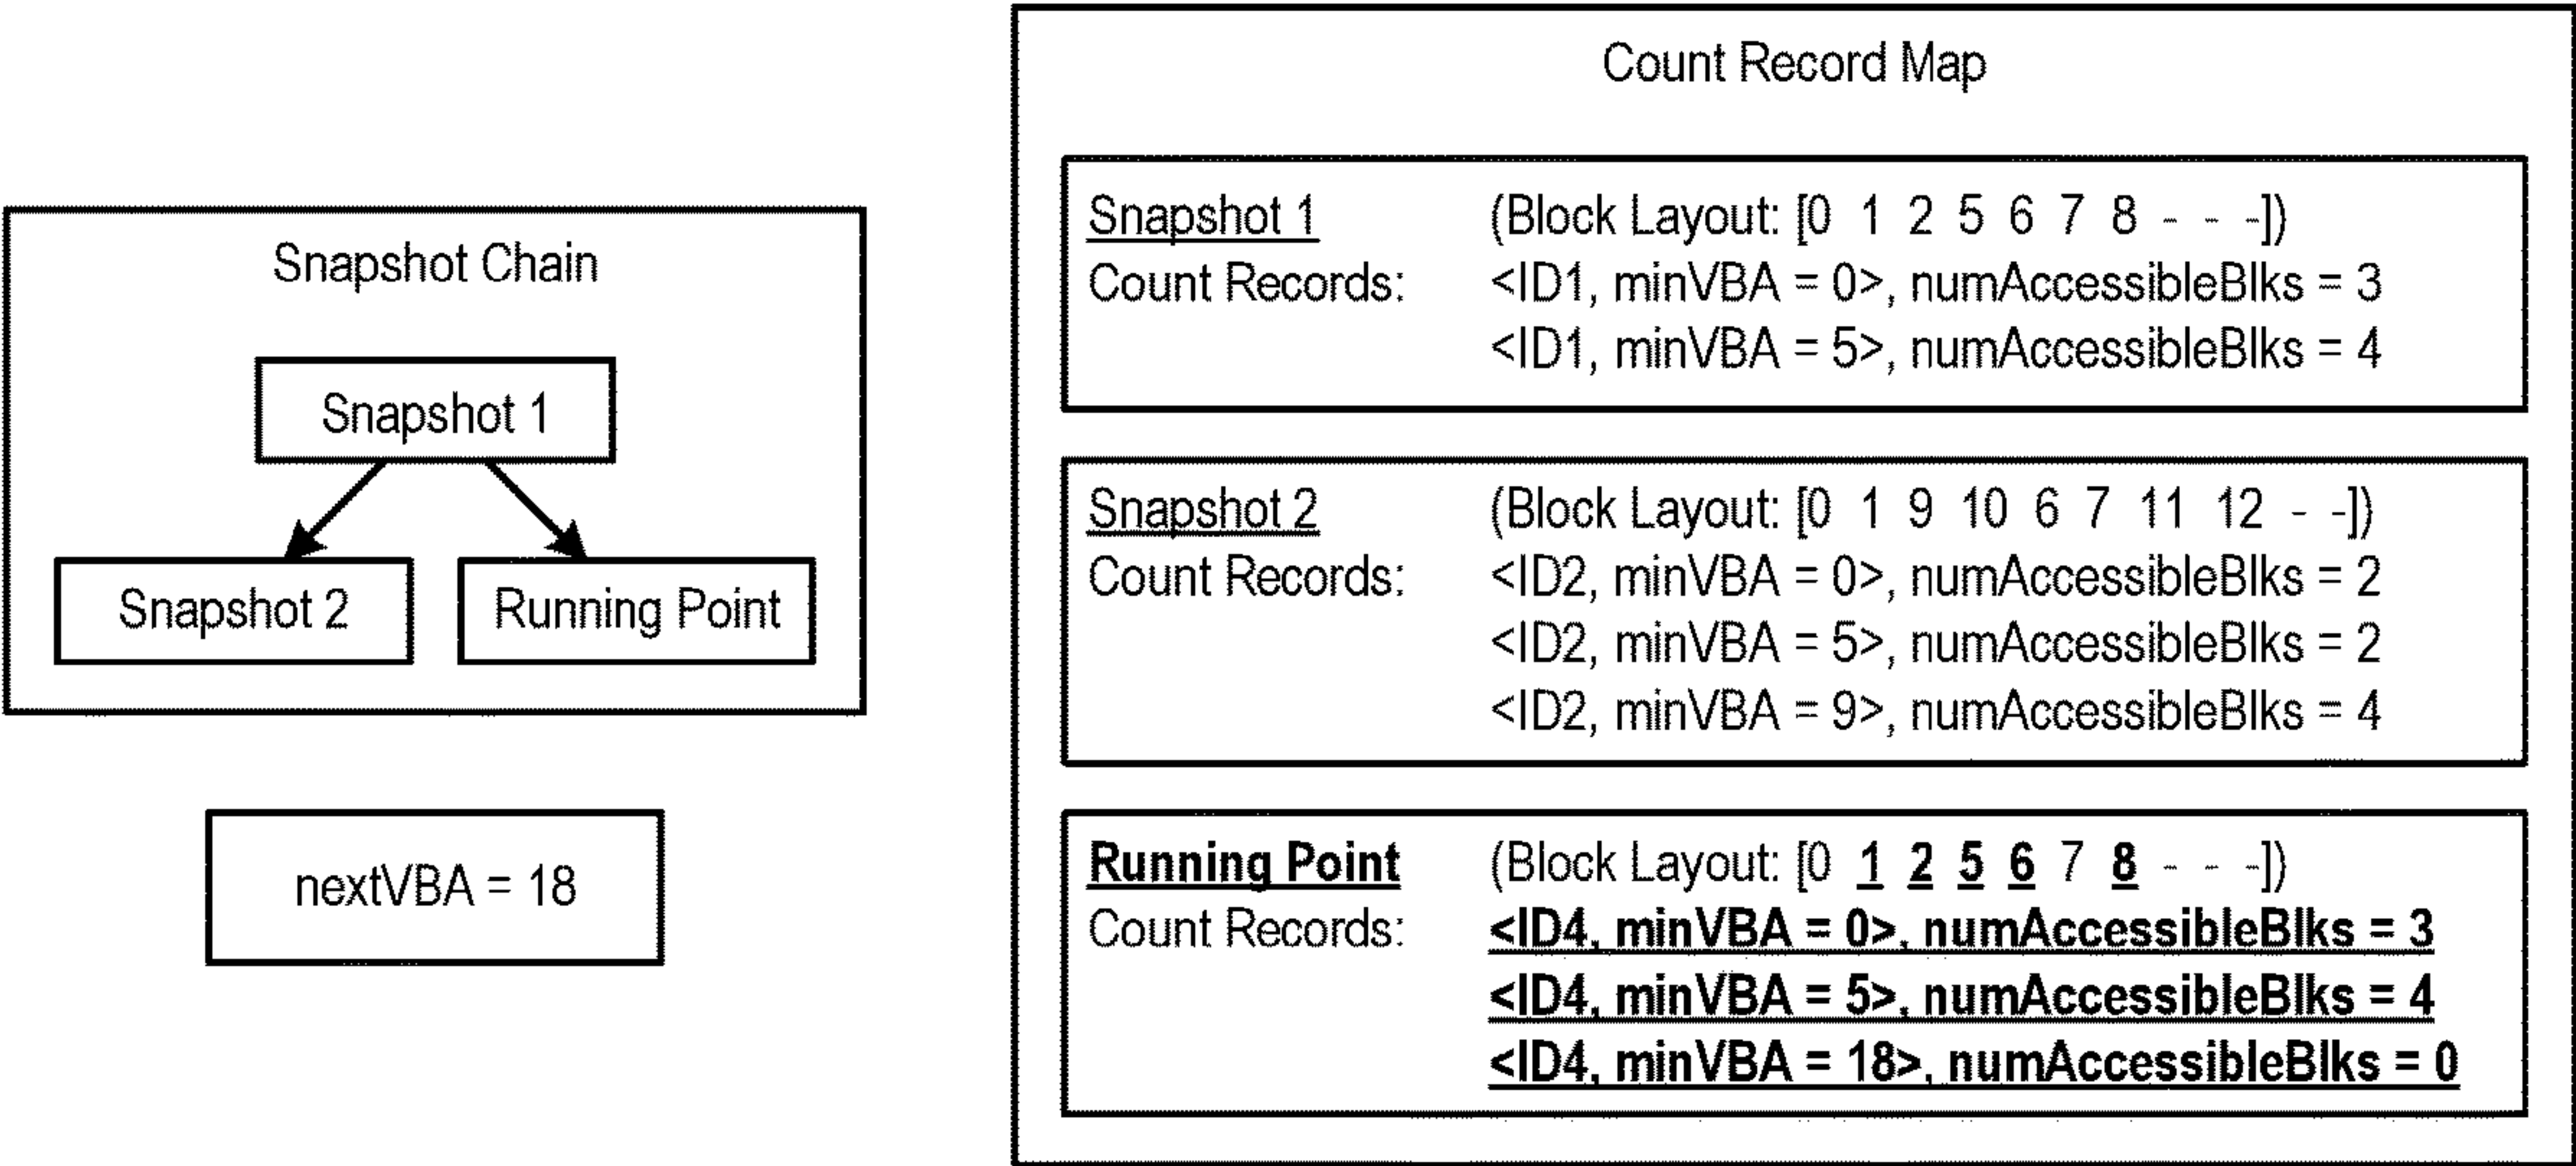 Snapshot Chain
Snapshot 1
Snapshot 2
Running Point
nextVBA = 18
Count Record Map
Snapshot 1 (Block Layout: [0 1 2 5 6 7 8 - - -])
Count Records: <ID1, minVBA = 0>, numAccessibleBlks = 3
<ID1, minVBA = 5>, numAccessibleBlks = 4
Snapshot 2 (Block Layout: [0 1 9 10 6 7 11 12 - -])
Count Records: <ID2, minVBA = 0>, numAccessibleBlks = 2
<ID2, minVBA = 5>, numAccessibleBlks = 2
<ID2, minVBA = 9>, numAccessibleBlks = 4
Running Point (Block Layout: [0 1 2 5 6 7 8 - - -])
Count Records: <ID4, minVBA = 0>, numAccessibleBlks = 3
<ID4, minVBA = 5>, numAccessibleBlks = 4
<ID4, minVBA = 18>, numAccessibleBlks = 0